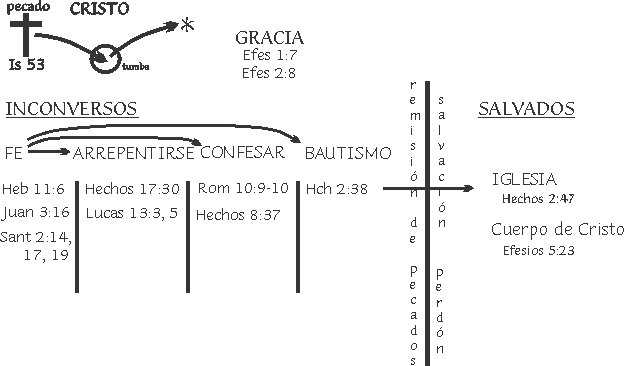 pecado
CRISTO
Is 53
tumba
GRACIA
Efes 1:7
Efes 2:8
INCONVERSOS
SALVADOS
FE
ARREPENTIRSE
CONFESAR
BAUTISMO
Heb 11:6
Juan 3:16
Sant 2:14,
17, 19
Hechos 17:30
Lucas 13:3, 5
Rom 10:9-10
Hechos 8:37
Hch 2:38
remisión de pecados
salvación perdón
IGLESIA
Hechos 2:47
Cuerpo de Cristo
Efesios 5:23